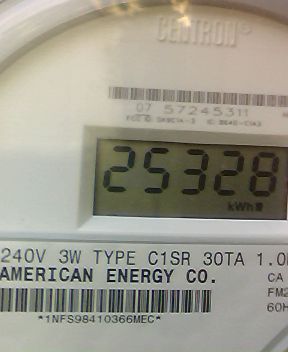 CENTRON®
07 57245311
25328
kWh
240V 3W TYPE C1SR 30TA 1.0
AMERICAN ENERGY CO.
CA
FM2
60H
*1NFS98410366MEC*